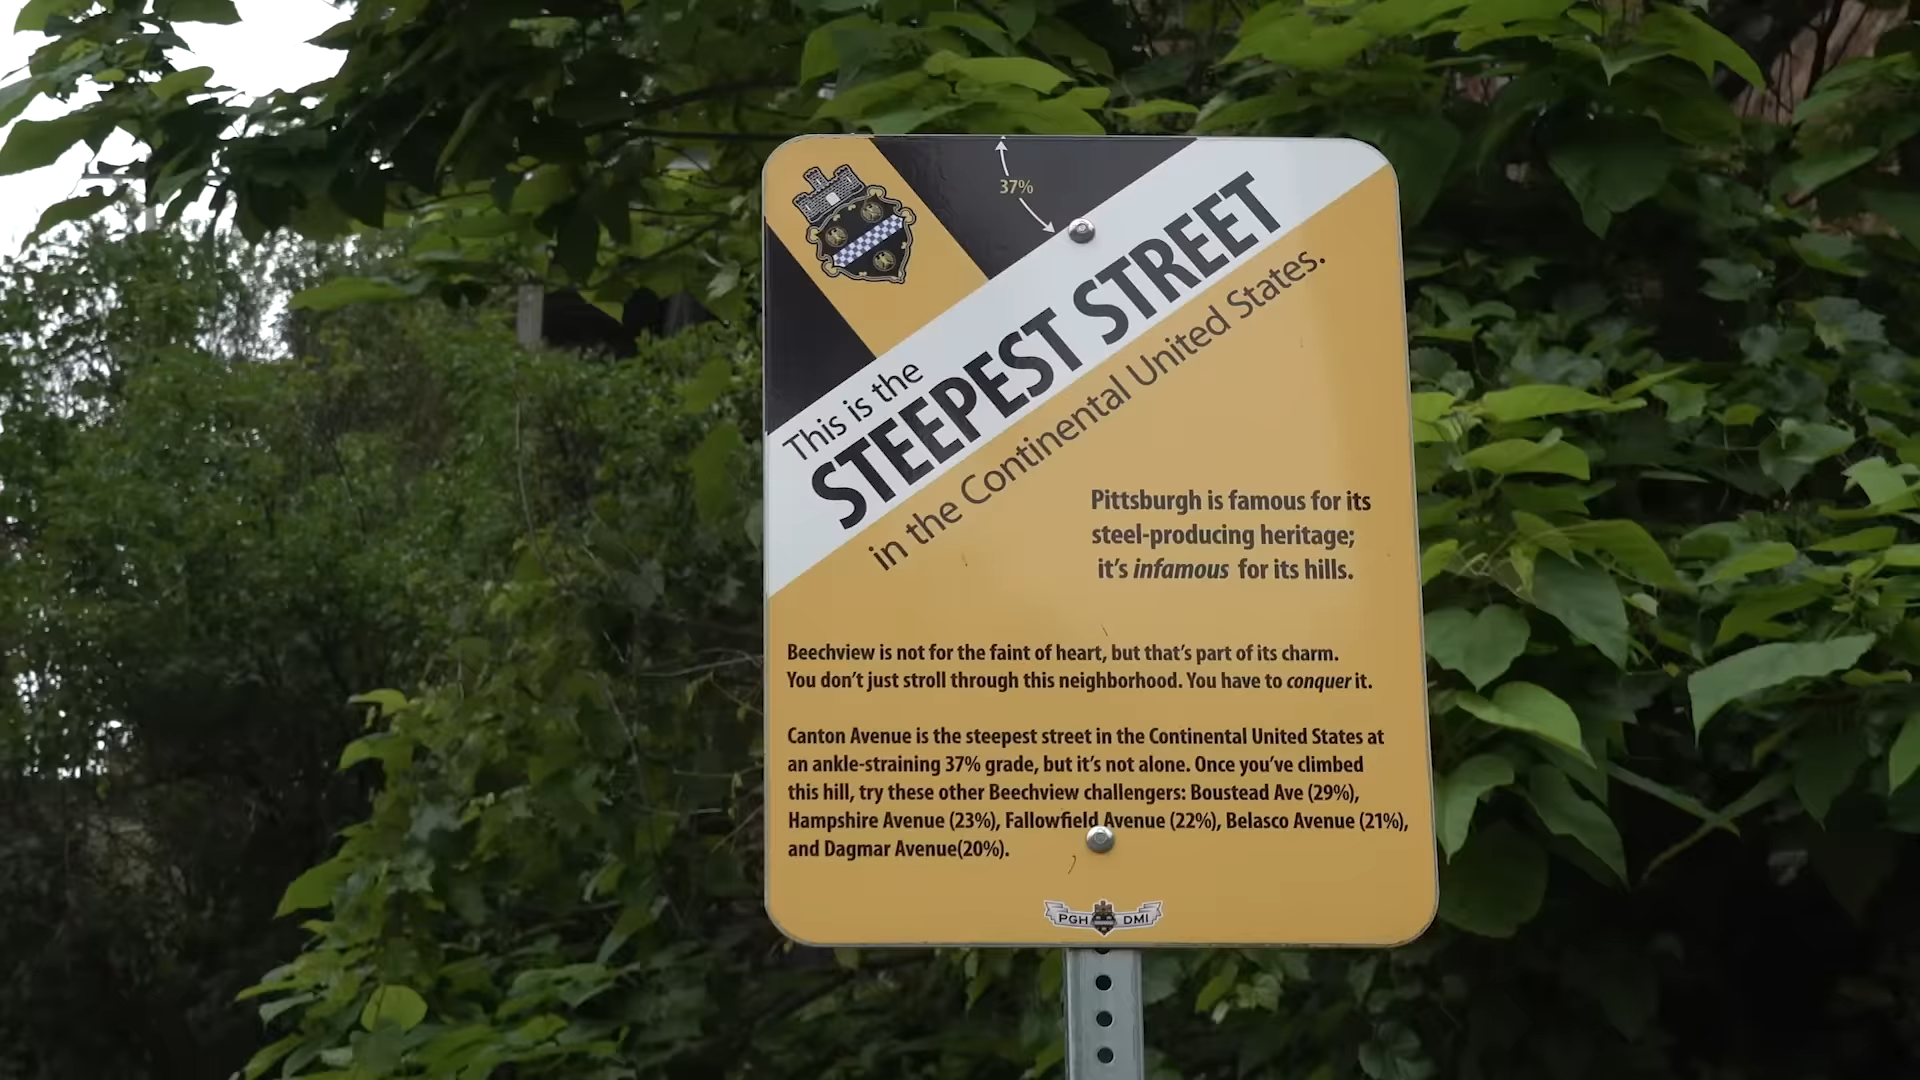 37%
This is the
STEEPEST STREET
in the Continental United States.
Pittsburgh is famous for its
steel-producing heritage;
it's infamous for its hills.
Beechview is not for the faint of heart, but that's part of its charm.
You don't just stroll through this neighborhood. You have to conquer it.
Canton Avenue is the steepest street in the Continental United States at
an ankle-straining 37% grade, but it's not alone. Once you've climbed
this hill, try these other Beechview challengers: Boustead Ave (29%),
Hampshire Avenue (23%), Fallowfield Avenue (22%), Belasco Avenue (21%),
and Dagmar Avenue(20%).
PGH DMI